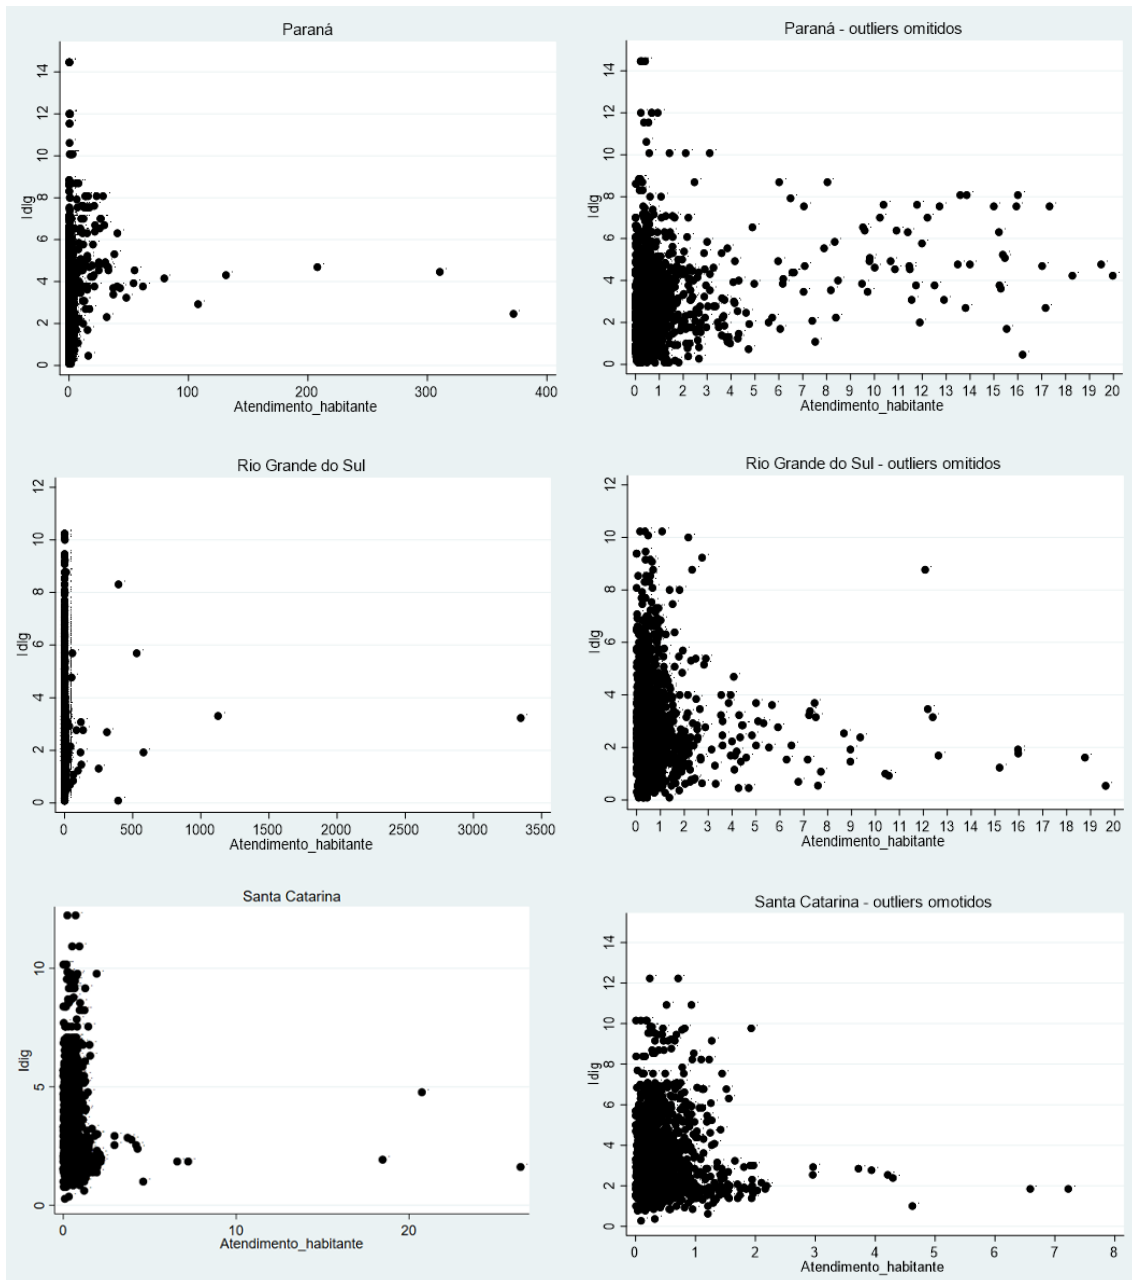 Paraná
14
12
10
8
6
4
2
0
Idig
0 100 200 300 400
Atendimento_habitante
Paraná - outliers omitidos
14
12
10
8
6
4
2
0
Idig
0 1 2 3 4 5 6 7 8 9 10 11 12 13 14 15 16 17 18 19 20
Atendimento_habitante
Rio Grande do Sul
12
10
8
6
4
2
0
Idig
0 500 1000 1500 2000 2500 3000 3500
Atendimento_habitante
Rio Grande do Sul - outliers omitidos
12
10
8
6
4
2
0
Idig
0 1 2 3 4 5 6 7 8 9 10 11 12 13 14 15 16 17 18 19 20
Atendimento_habitante
Santa Catarina
10
5
0
Idig
0 10 20
Atendimento_habitante
Santa Catarina - outliers omotidos
14
12
10
8
6
4
2
0
Idig
0 1 2 3 4 5 6 7 8
Atendimento_habitante